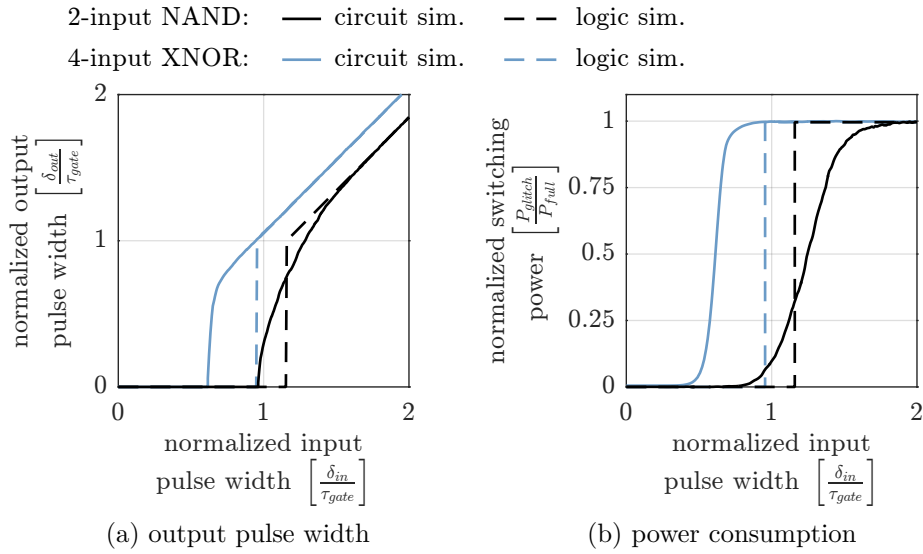 2-input NAND: circuit sim. logic sim.
4-input XNOR: circuit sim. logic sim.
normalized output
pulse width [δout/τgate]
2
1
0
0 1 2
normalized input
pulse width [δin/τgate]
(a) output pulse width
normalized switching
power [Pglitch/Pfull]
1
0.75
0.5
0.25
0
0 1 2
normalized input
pulse width [δin/τgate]
(b) power consumption